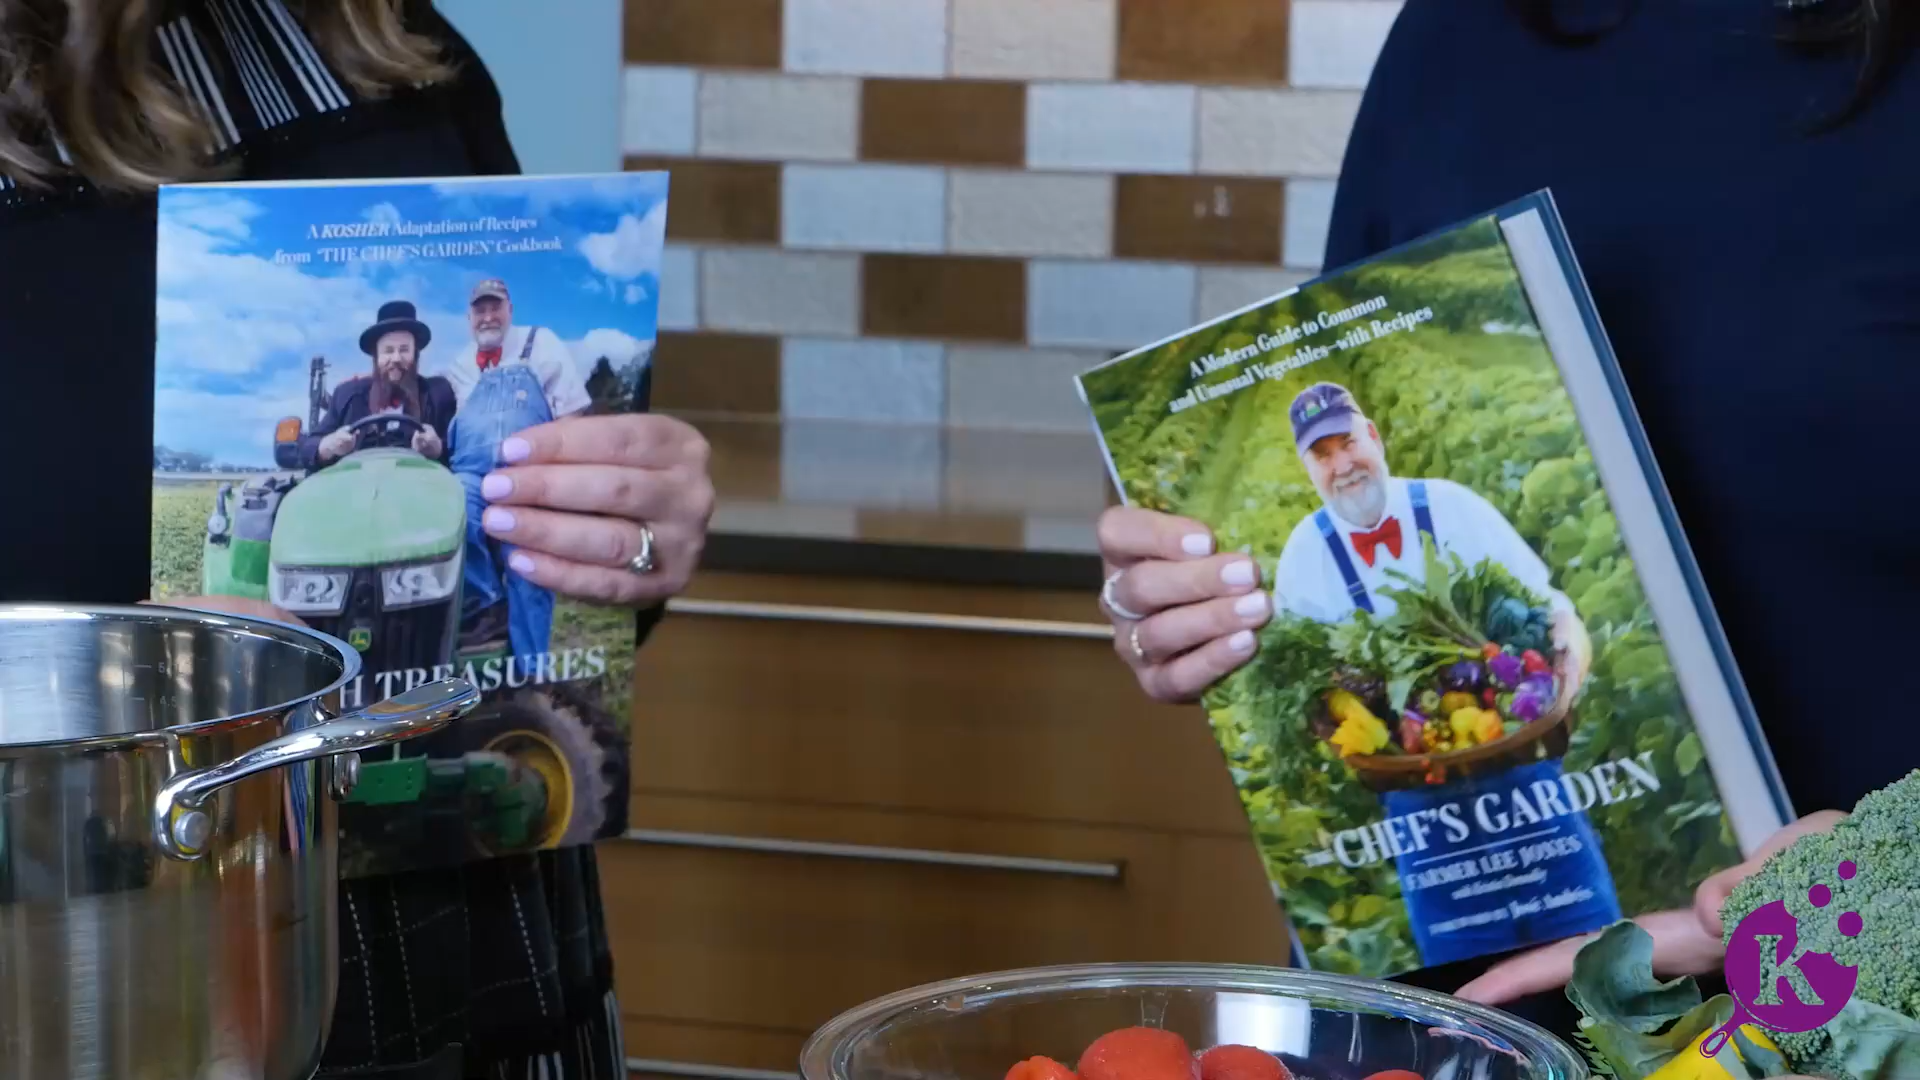 A KOSHER Adaptation of Recipes
from "THE CHEF'S GARDEN" Cookbook
H TREASURES
A Modern Guide to Common
and Unusual Vegetables—with Recipes
THE CHEF'S GARDEN
FARMER LEE JONES
K